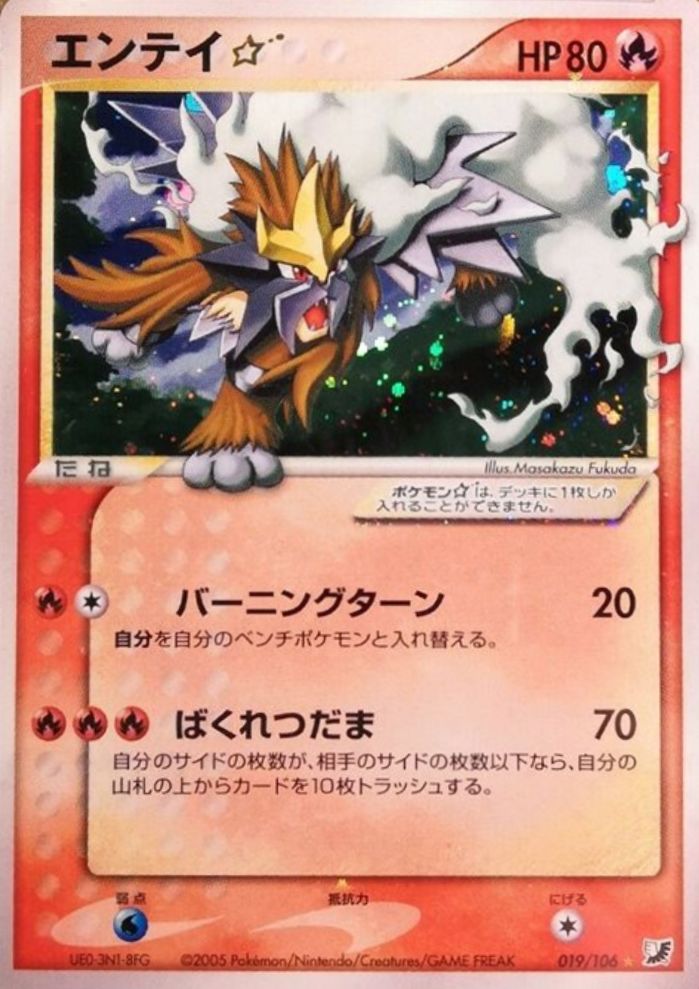 エンテイ☆ HP80
たね
Illus. Masakazu Fukuda
ポケモン☆は、デッキに1枚しか
入れることができません。
バーニングターン 20
自分を自分のベンチポケモンと入れ替える。
ばくれつだま 70
自分のサイドの枚数が、相手のサイドの枚数以下なら、自分の
山札の上からカードを10枚トラッシュする。
弱点 抵抗力 にげる
UE0-3N1-8FG ©2005 Pokémon/Nintendo/Creatures/GAME FREAK 019/106 ★